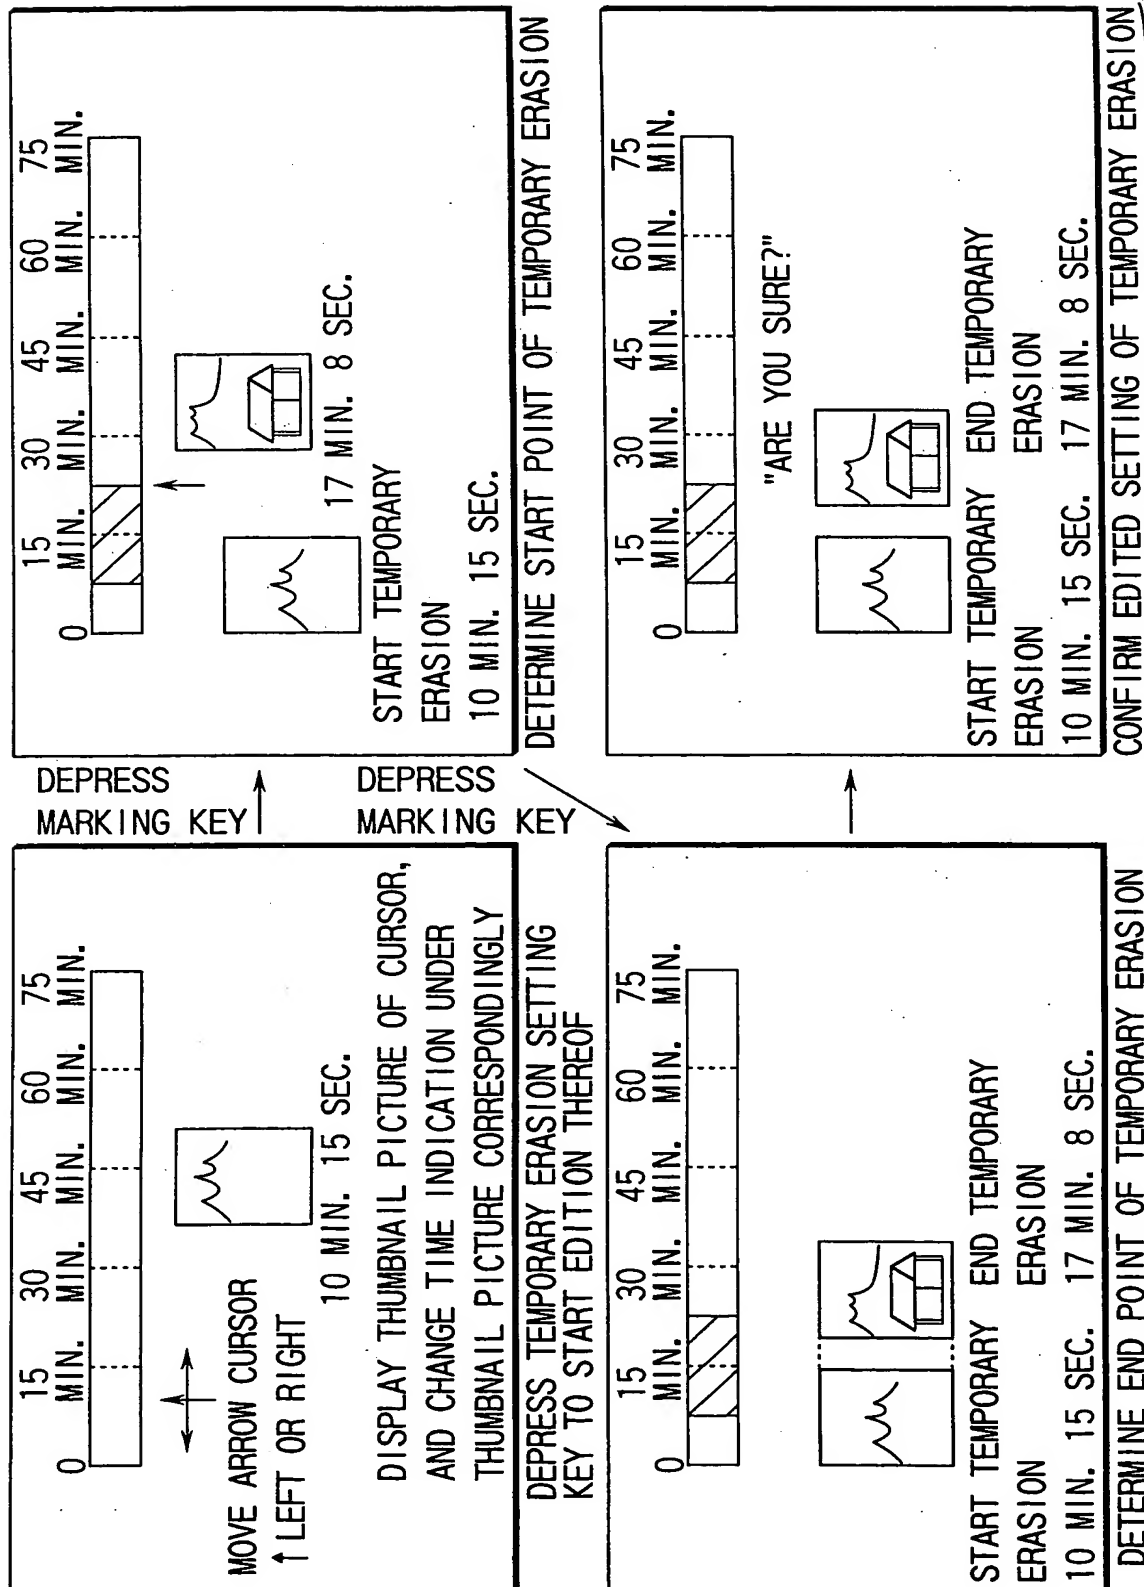 0
15 MIN.
30 MIN.
45 MIN.
60 MIN.
75 MIN.
MOVE ARROW CURSOR
↑ LEFT OR RIGHT
10 MIN. 15 SEC.
DISPLAY THUMBNAIL PICTURE OF CURSOR,
AND CHANGE TIME INDICATION UNDER
THUMBNAIL PICTURE CORRESPONDINGLY
DEPRESS TEMPORARY ERASION SETTING
KEY TO START EDITION THEREOF
DEPRESS
MARKING KEY
0
15 MIN.
30 MIN.
45 MIN.
60 MIN.
75 MIN.
17 MIN. 8 SEC.
START TEMPORARY
ERASION
10 MIN. 15 SEC.
DETERMINE START POINT OF TEMPORARY ERASION
DEPRESS
MARKING KEY
0
15 MIN.
30 MIN.
45 MIN.
60 MIN.
75 MIN.
START TEMPORARY END TEMPORARY
ERASION ERASION
10 MIN. 15 SEC. 17 MIN. 8 SEC.
DETERMINE END POINT OF TEMPORARY ERASION
0
15 MIN.
30 MIN.
45 MIN.
60 MIN.
75 MIN.
"ARE YOU SURE?"
START TEMPORARY END TEMPORARY
ERASION ERASION
10 MIN. 15 SEC. 17 MIN. 8 SEC.
CONFIRM EDITED SETTING OF TEMPORARY ERASION